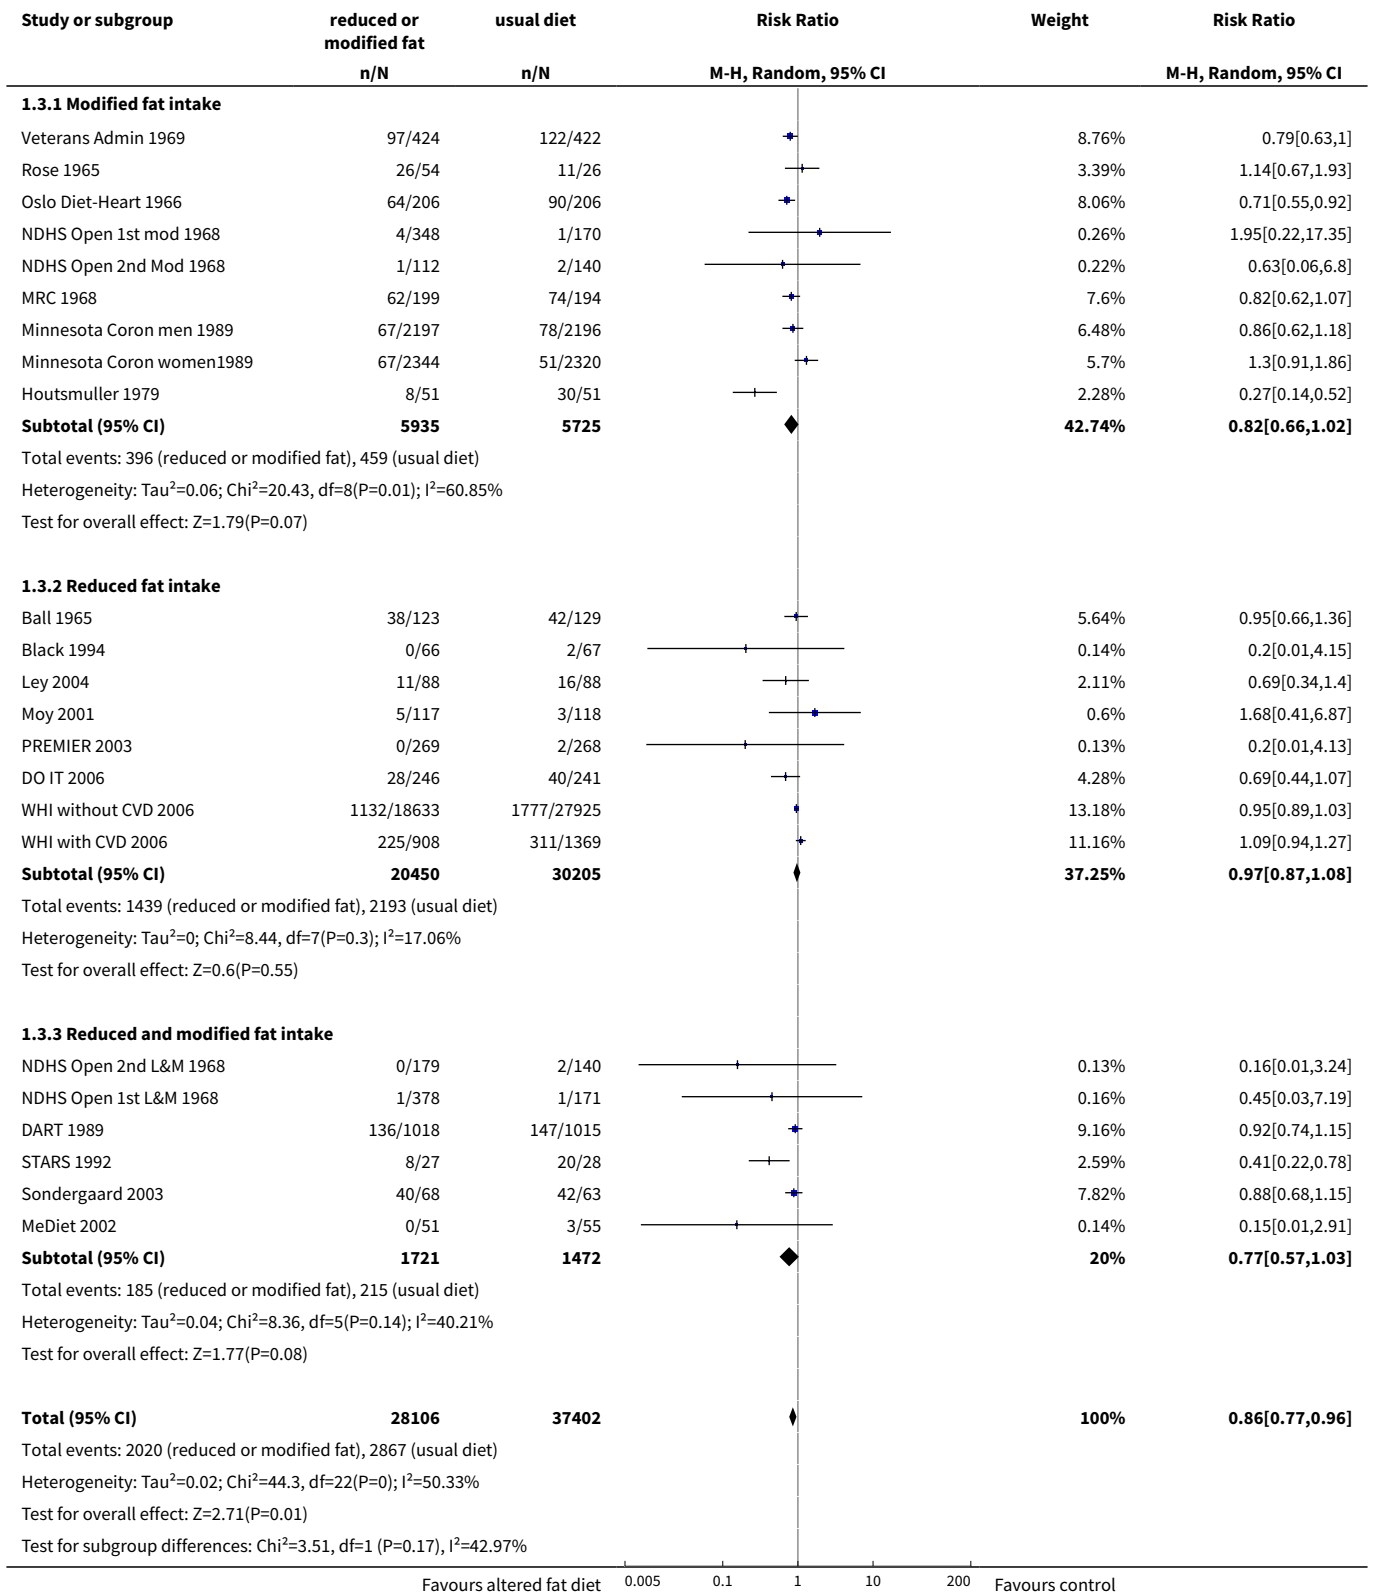 Study or subgroup reduced or modified fat usual diet Risk Ratio Weight Risk Ratio
n/N n/N M-H, Random, 95% CI M-H, Random, 95% CI
1.3.1 Modified fat intake
Veterans Admin 1969 97/424 122/422 8.76% 0.79[0.63,1]
Rose 1965 26/54 11/26 3.39% 1.14[0.67,1.93]
Oslo Diet-Heart 1966 64/206 90/206 8.06% 0.71[0.55,0.92]
NDHS Open 1st mod 1968 4/348 1/170 0.26% 1.95[0.22,17.35]
NDHS Open 2nd Mod 1968 1/112 2/140 0.22% 0.63[0.06,6.8]
MRC 1968 62/199 74/194 7.6% 0.82[0.62,1.07]
Minnesota Coron men 1989 67/2197 78/2196 6.48% 0.86[0.62,1.18]
Minnesota Coron women1989 67/2344 51/2320 5.7% 1.3[0.91,1.86]
Houtsmuller 1979 8/51 30/51 2.28% 0.27[0.14,0.52]
Subtotal (95% CI) 5935 5725 42.74% 0.82[0.66,1.02]
Total events: 396 (reduced or modified fat), 459 (usual diet)
Heterogeneity: Tau²=0.06; Chi²=20.43, df=8(P=0.01); I²=60.85%
Test for overall effect: Z=1.79(P=0.07)
1.3.2 Reduced fat intake
Ball 1965 38/123 42/129 5.64% 0.95[0.66,1.36]
Black 1994 0/66 2/67 0.14% 0.2[0.01,4.15]
Ley 2004 11/88 16/88 2.11% 0.69[0.34,1.4]
Moy 2001 5/117 3/118 0.6% 1.68[0.41,6.87]
PREMIER 2003 0/269 2/268 0.13% 0.2[0.01,4.13]
DO IT 2006 28/246 40/241 4.28% 0.69[0.44,1.07]
WHI without CVD 2006 1132/18633 1777/27925 13.18% 0.95[0.89,1.03]
WHI with CVD 2006 225/908 311/1369 11.16% 1.09[0.94,1.27]
Subtotal (95% CI) 20450 30205 37.25% 0.97[0.87,1.08]
Total events: 1439 (reduced or modified fat), 2193 (usual diet)
Heterogeneity: Tau²=0; Chi²=8.44, df=7(P=0.3); I²=17.06%
Test for overall effect: Z=0.6(P=0.55)
1.3.3 Reduced and modified fat intake
NDHS Open 2nd L&M 1968 0/179 2/140 0.13% 0.16[0.01,3.24]
NDHS Open 1st L&M 1968 1/378 1/171 0.16% 0.45[0.03,7.19]
DART 1989 136/1018 147/1015 9.16% 0.92[0.74,1.15]
STARS 1992 8/27 20/28 2.59% 0.41[0.22,0.78]
Sondergaard 2003 40/68 42/63 7.82% 0.88[0.68,1.15]
MeDiet 2002 0/51 3/55 0.14% 0.15[0.01,2.91]
Subtotal (95% CI) 1721 1472 20% 0.77[0.57,1.03]
Total events: 185 (reduced or modified fat), 215 (usual diet)
Heterogeneity: Tau²=0.04; Chi²=8.36, df=5(P=0.14); I²=40.21%
Test for overall effect: Z=1.77(P=0.08)
Total (95% CI) 28106 37402 100% 0.86[0.77,0.96]
Total events: 2020 (reduced or modified fat), 2867 (usual diet)
Heterogeneity: Tau²=0.02; Chi²=44.3, df=22(P=0); I²=50.33%
Test for overall effect: Z=2.71(P=0.01)
Test for subgroup differences: Chi²=3.51, df=1 (P=0.17), I²=42.97%
Favours altered fat diet 0.005 0.1 1 10 200 Favours control